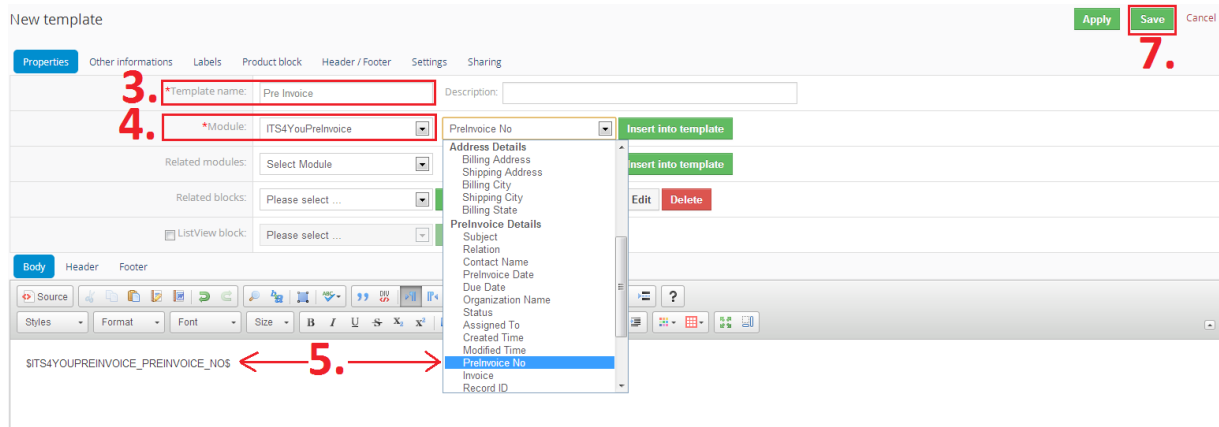 New template
Apply Save Cancel
7.
Properties Other informations Labels Product block Header / Footer Settings Sharing
3. *Template name: Pre Invoice Description:
4. *Module: ITS4YouPreInvoice PreInvoice No Insert into template
Address Details
Billing Address
Related modules: Select Module Insert into template
Shipping Address
Billing City
Shipping City
Related blocks: Please select ... Edit Delete
Billing State
PreInvoice Details
Subject
ListView block: Please select ...
Relation
Contact Name
Body Header Footer
PreInvoice Date
Due Date
Source ABC DIV ?
Organization Name
Status
Styles Format Font Size B I U S X₂ X²
Assigned To
Created Time
Modified Time
$ITS4YOUPREINVOICE_PREINVOICE_NO$ 5. PreInvoice No
Invoice
Record ID